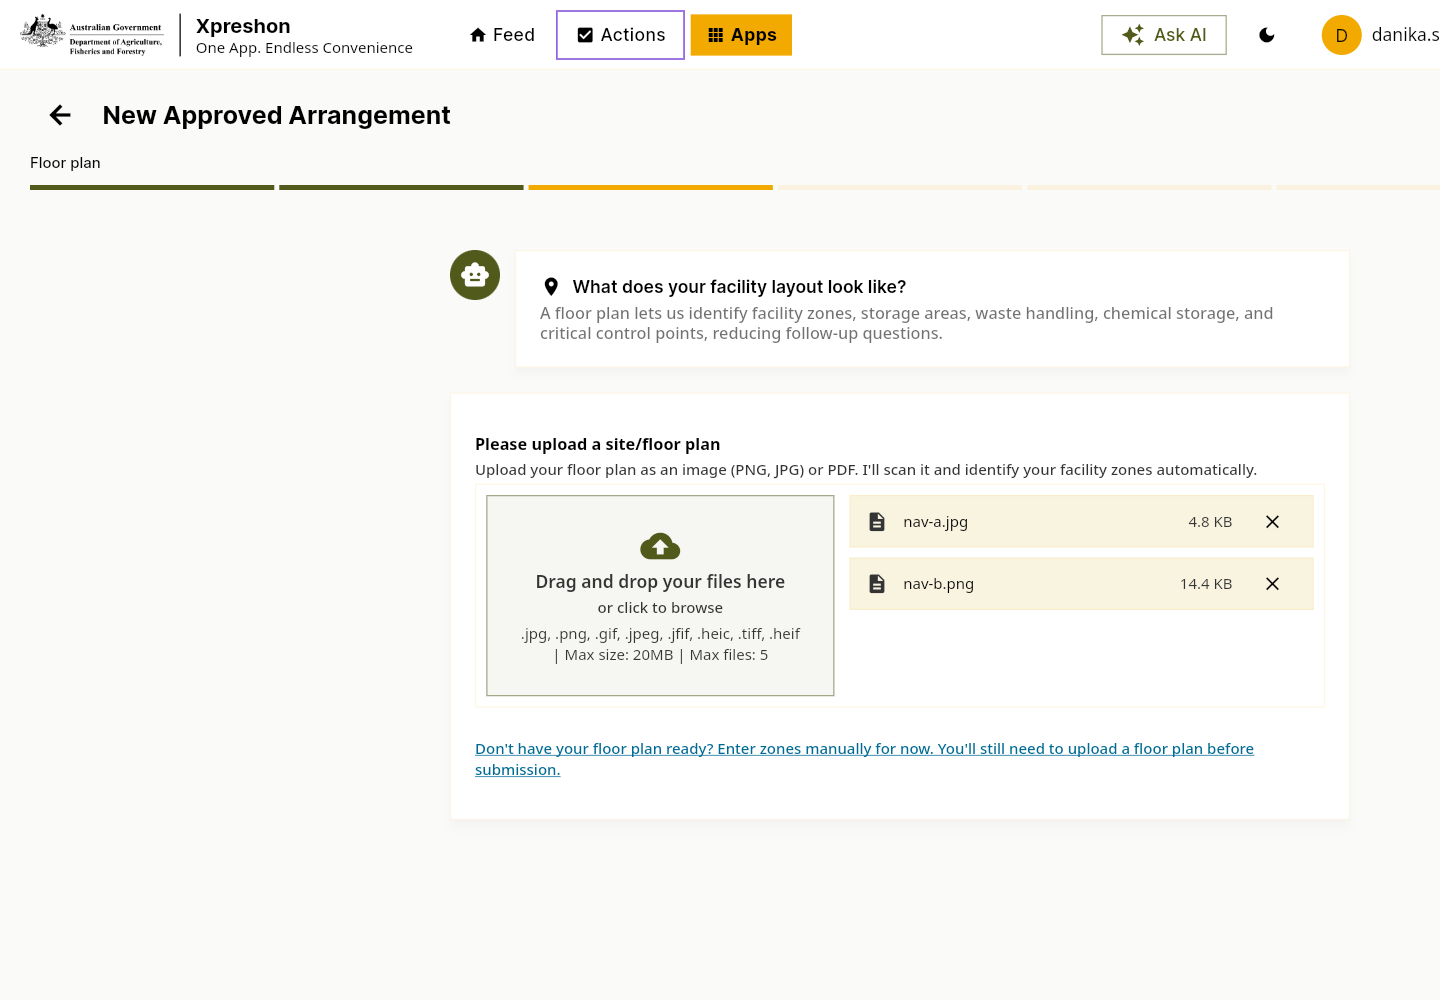 Australian Government
Department of Agriculture,
Fisheries and Forestry
Xpreshon
One App. Endless Convenience
Feed
Actions
Apps
Ask AI
D
danika.s
New Approved Arrangement
Floor plan
What does your facility layout look like?
A floor plan lets us identify facility zones, storage areas, waste handling, chemical storage, and
critical control points, reducing follow-up questions.
Please upload a site/floor plan
Upload your floor plan as an image (PNG, JPG) or PDF. I'll scan it and identify your facility zones automatically.
Drag and drop your files here
or click to browse
.jpg, .png, .gif, .jpeg, .jfif, .heic, .tiff, .heif
| Max size: 20MB | Max files: 5
nav-a.jpg
4.8 KB
nav-b.png
14.4 KB
Don't have your floor plan ready? Enter zones manually for now. You'll still need to upload a floor plan before
submission.